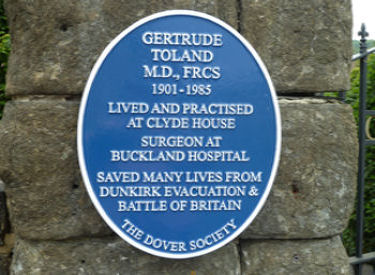 GERTRUDE
TOLAND
M.D., FRCS
1901-1985
LIVED AND PRACTISED
AT CLYDE HOUSE
SURGEON AT
BUCKLAND HOSPITAL
SAVED MANY LIVES FROM
DUNKIRK EVACUATION &
BATTLE OF BRITAIN
THE DOVER SOCIETY